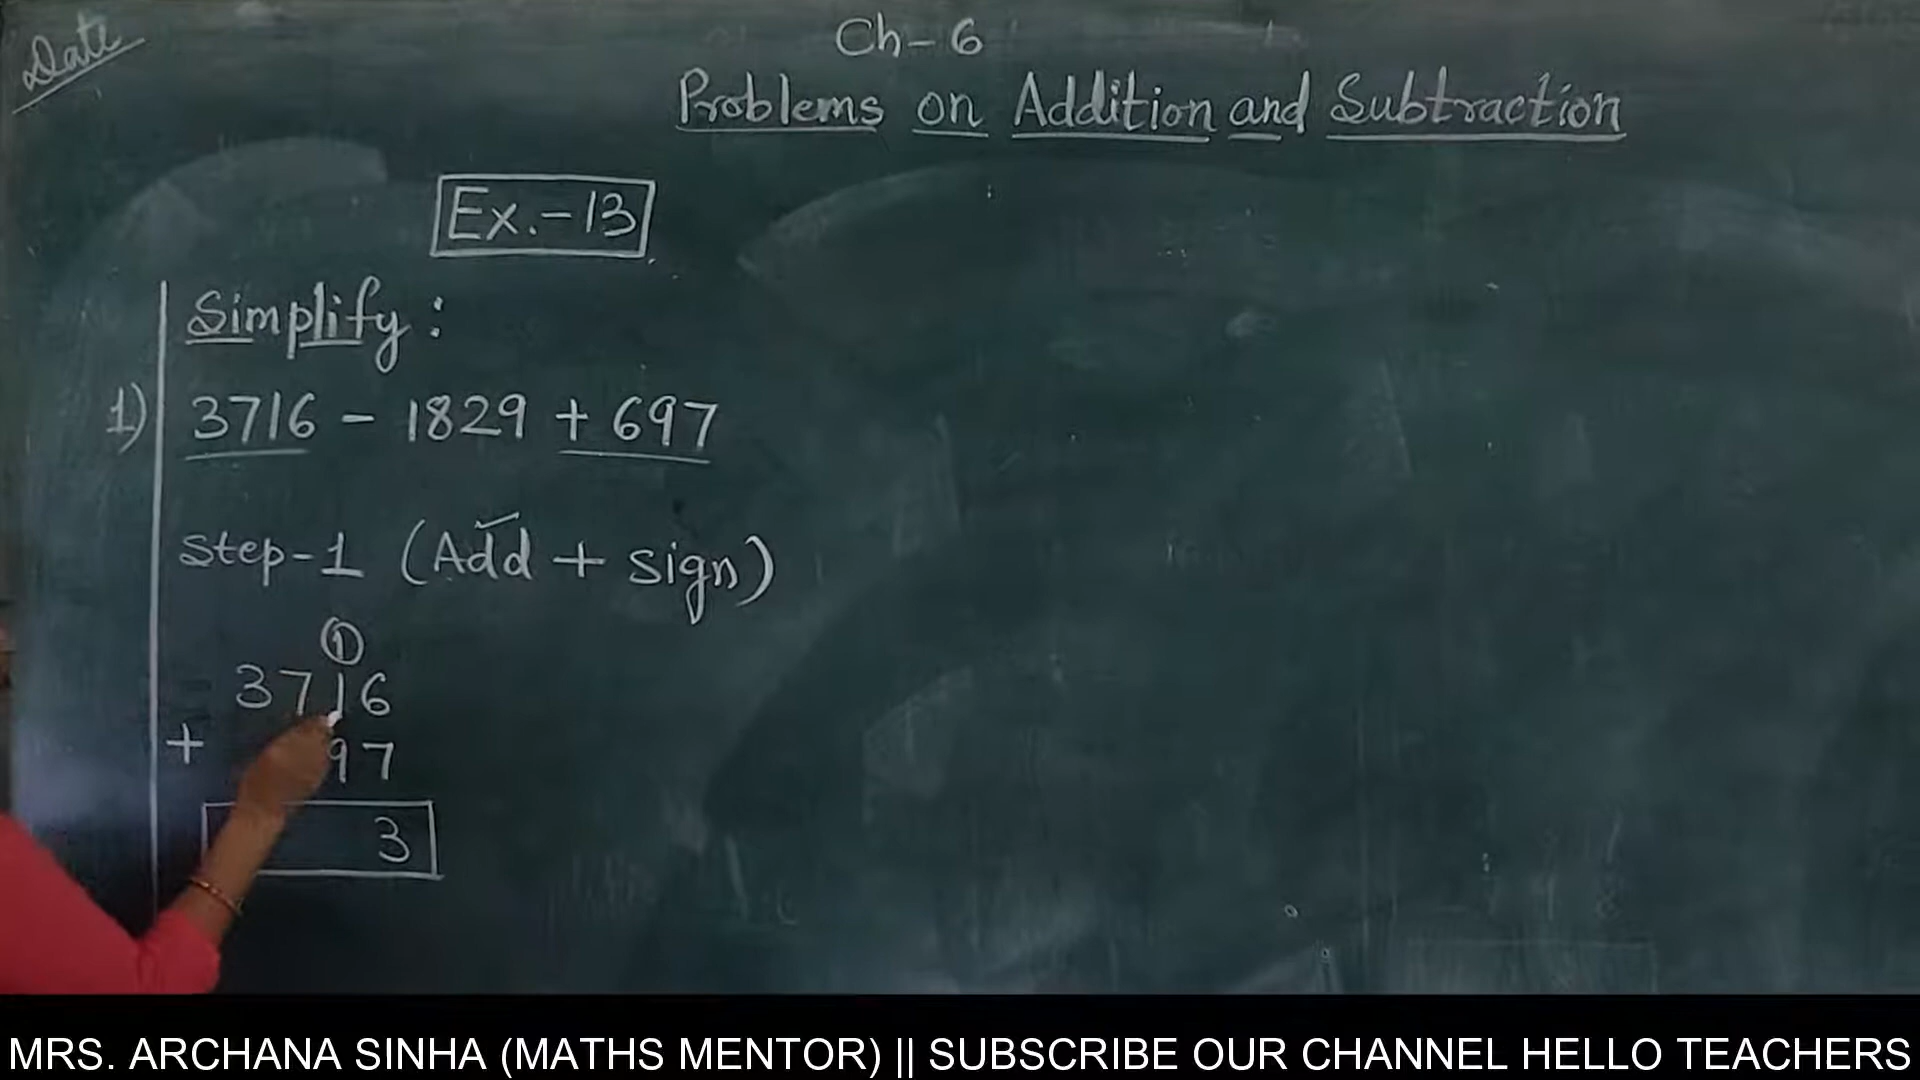 Date
Ch-6
Problems on Addition and Subtraction
Ex.-13
Simplify:
1) 3716 - 1829 + 697
Step-1 (Add + sign)
1
3716
+ 97
3
MRS. ARCHANA SINHA (MATHS MENTOR) || SUBSCRIBE OUR CHANNEL HELLO TEACHERS